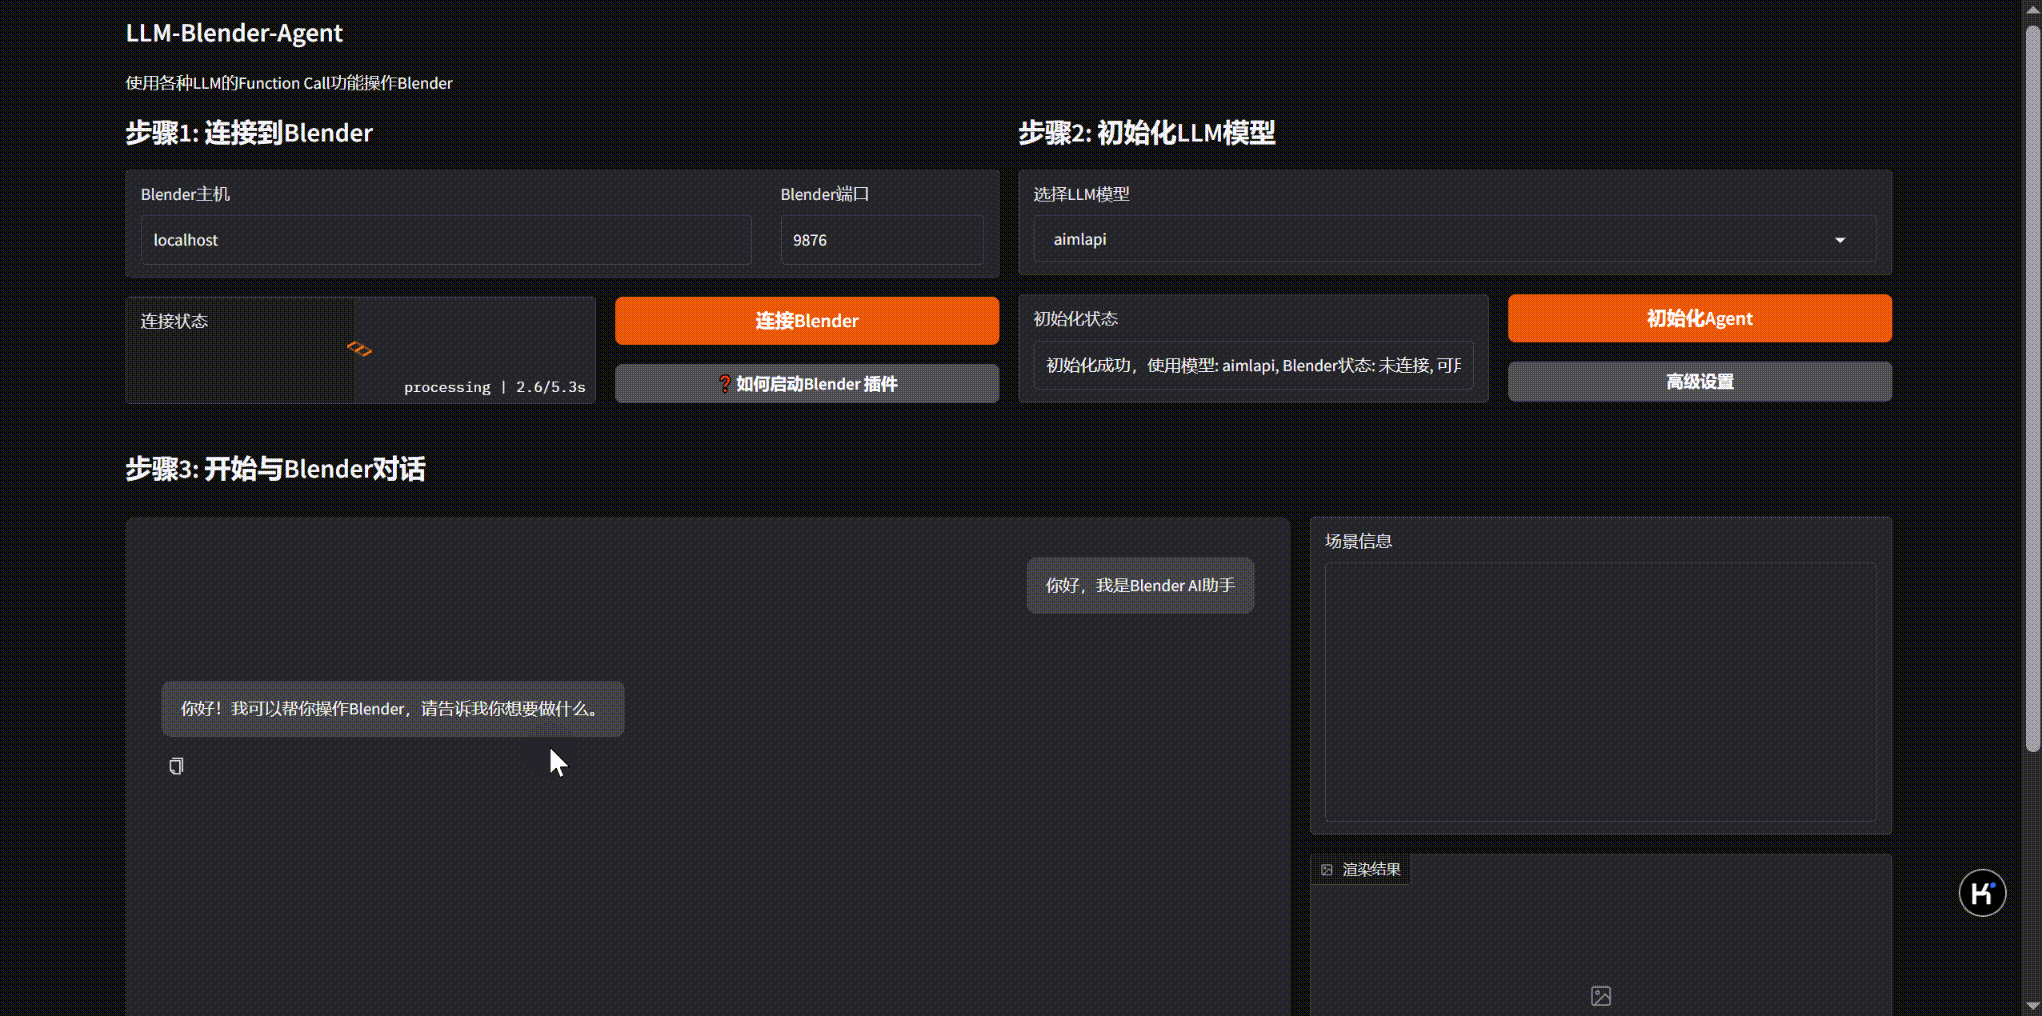 LLM-Blender-Agent
使用各种LLM的Function Call功能操作Blender
步骤1: 连接到Blender
Blender主机
Blender端口
localhost
9876
连接状态
processing | 2.6/5.3s
连接Blender
❓如何启动Blender 插件
步骤2: 初始化LLM模型
选择LLM模型
aimlapi
初始化状态
初始化成功，使用模型: aimlapi, Blender状态: 未连接, 可
初始化Agent
高级设置
步骤3: 开始与Blender对话
你好，我是Blender AI助手
你好！我可以帮你操作Blender，请告诉我你想要做什么。
场景信息
渲染结果
K